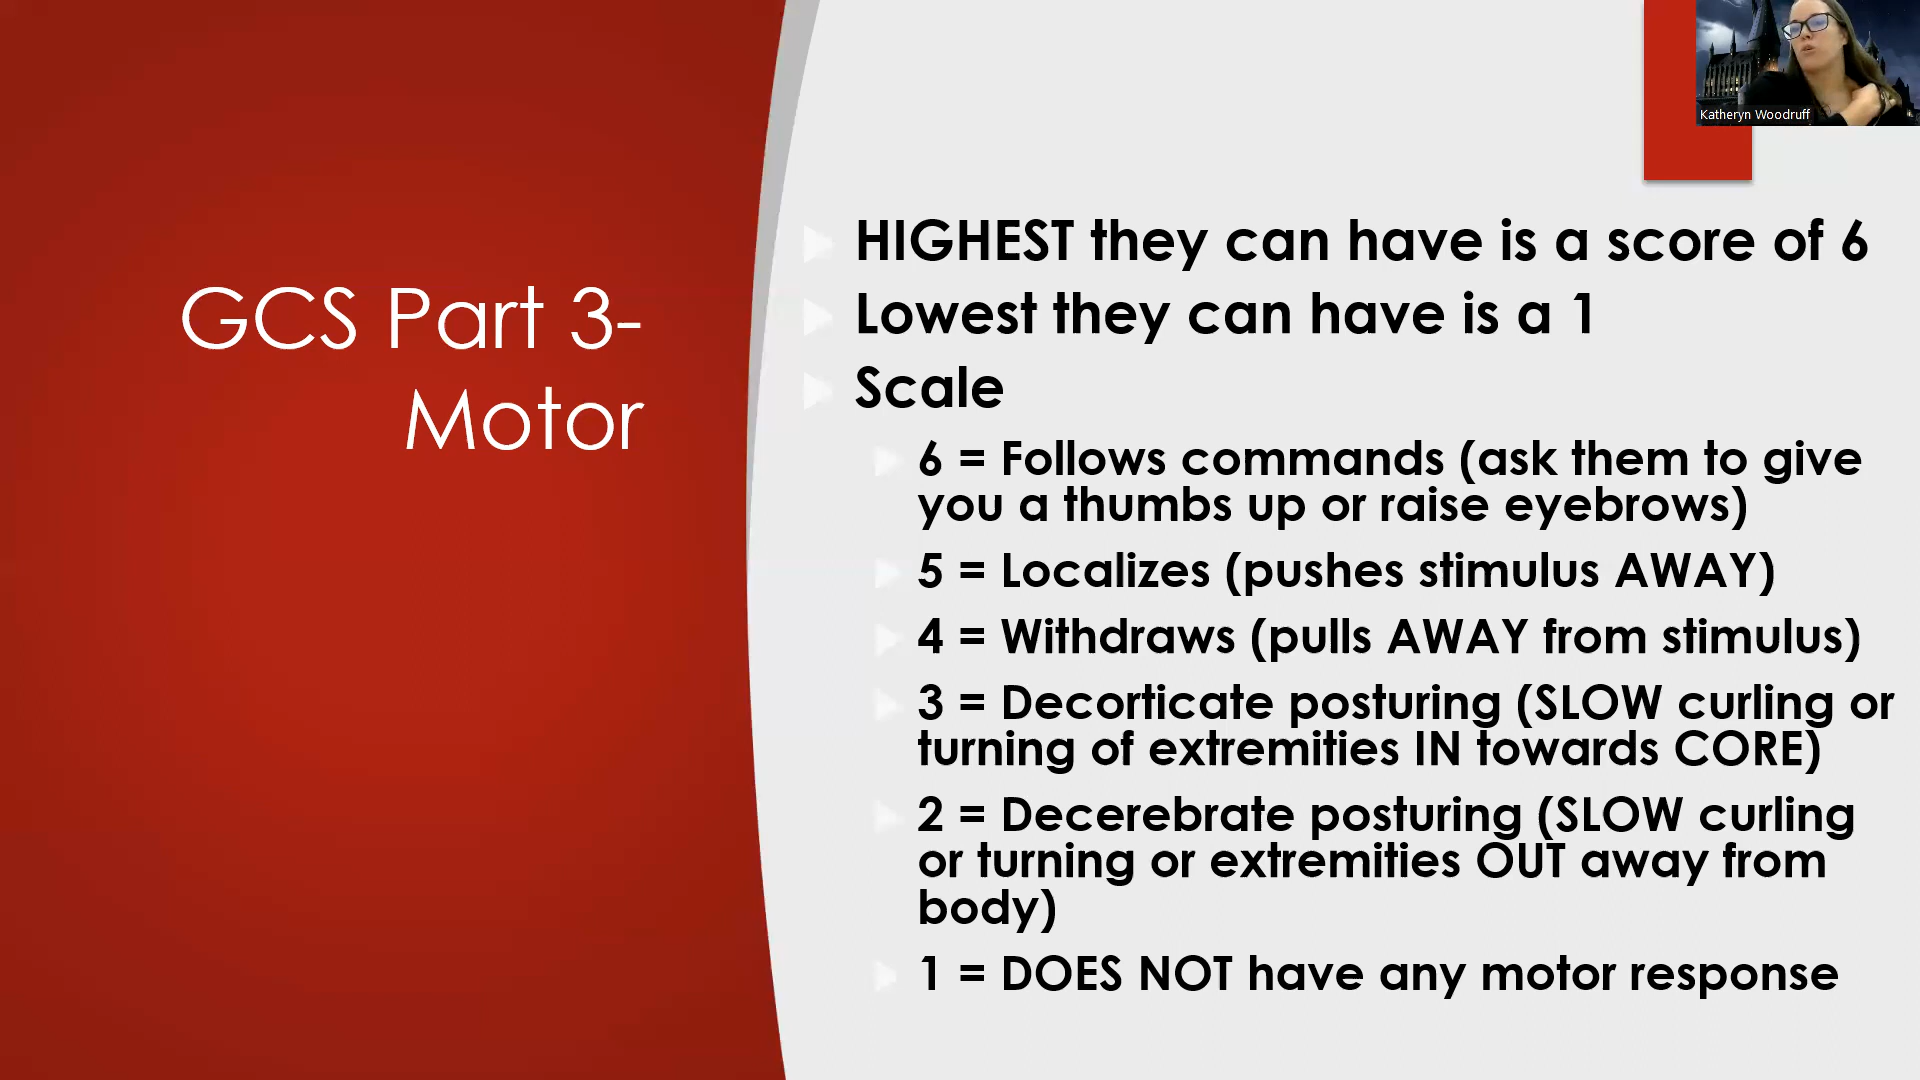 Katheryn Woodruff
GCS Part 3-
Motor
HIGHEST they can have is a score of 6
Lowest they can have is a 1
Scale
6 = Follows commands (ask them to give
you a thumbs up or raise eyebrows)
5 = Localizes (pushes stimulus AWAY)
4 = Withdraws (pulls AWAY from stimulus)
3 = Decorticate posturing (SLOW curling or
turning of extremities IN towards CORE)
2 = Decerebrate posturing (SLOW curling
or turning or extremities OUT away from
body)
1 = DOES NOT have any motor response